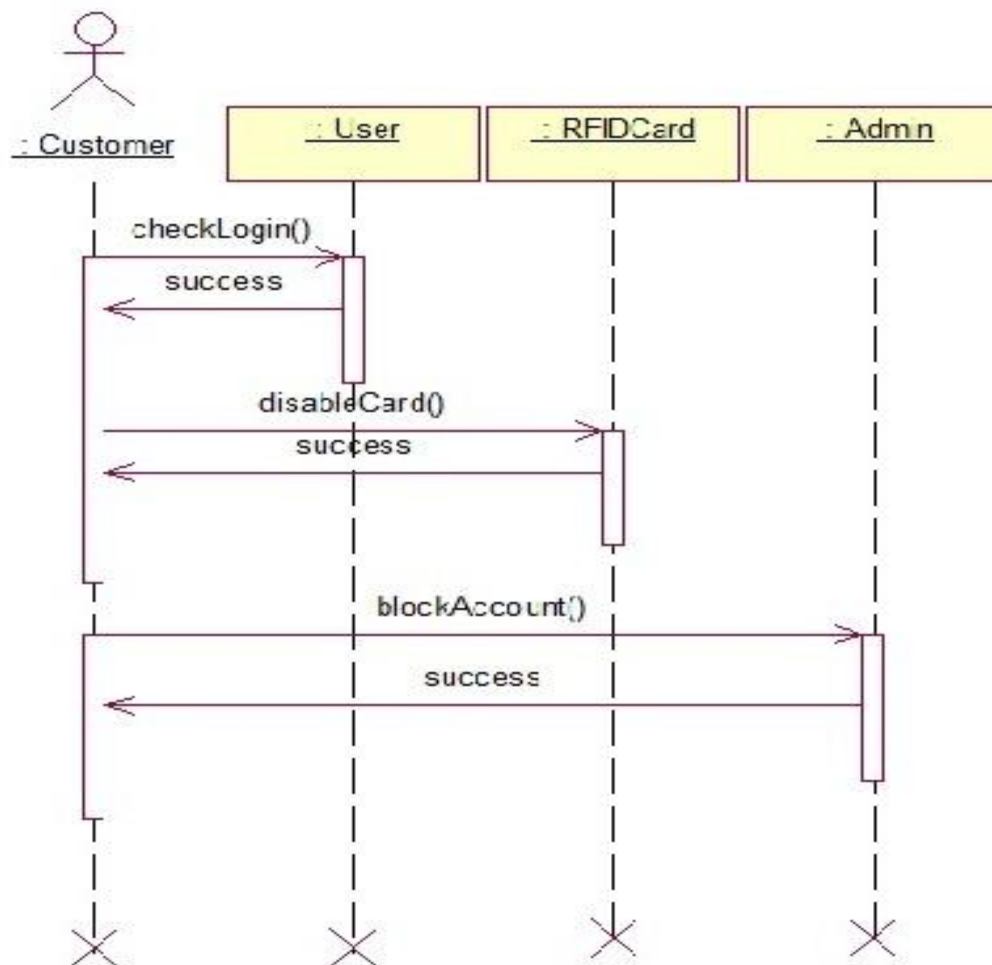 : Customer
: User
: RFIDCard
: Admin
checkLogin()
success
disableCard()
success
blockAccount()
success